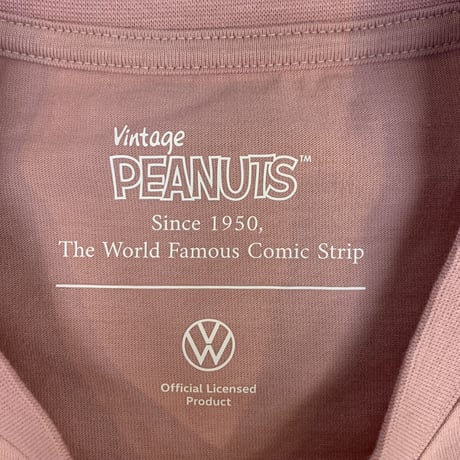 Vintage
PEANUTS™
Since 1950,
The World Famous Comic Strip
Official Licensed
Product